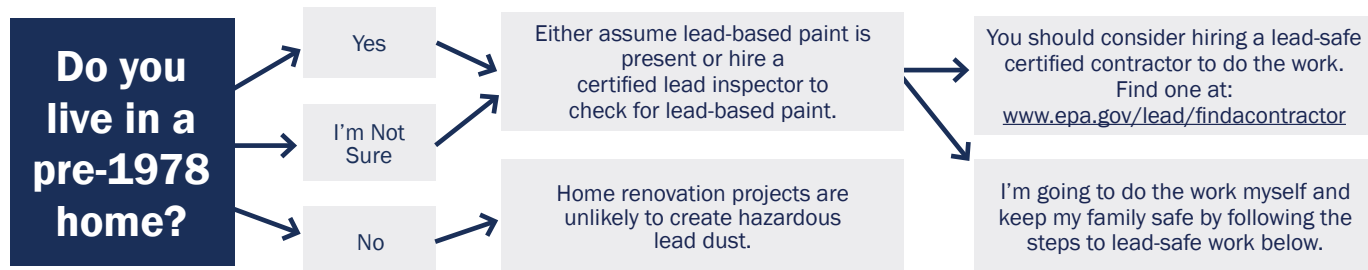 Do you
live in a
pre-1978
home?
Yes
I'm Not
Sure
No
Either assume lead-based paint is
present or hire a
certified lead inspector to
check for lead-based paint.
Home renovation projects are
unlikely to create hazardous
lead dust.
You should consider hiring a lead-safe
certified contractor to do the work.
Find one at:
www.epa.gov/lead/findacontractor
I'm going to do the work myself and
keep my family safe by following the
steps to lead-safe work below.